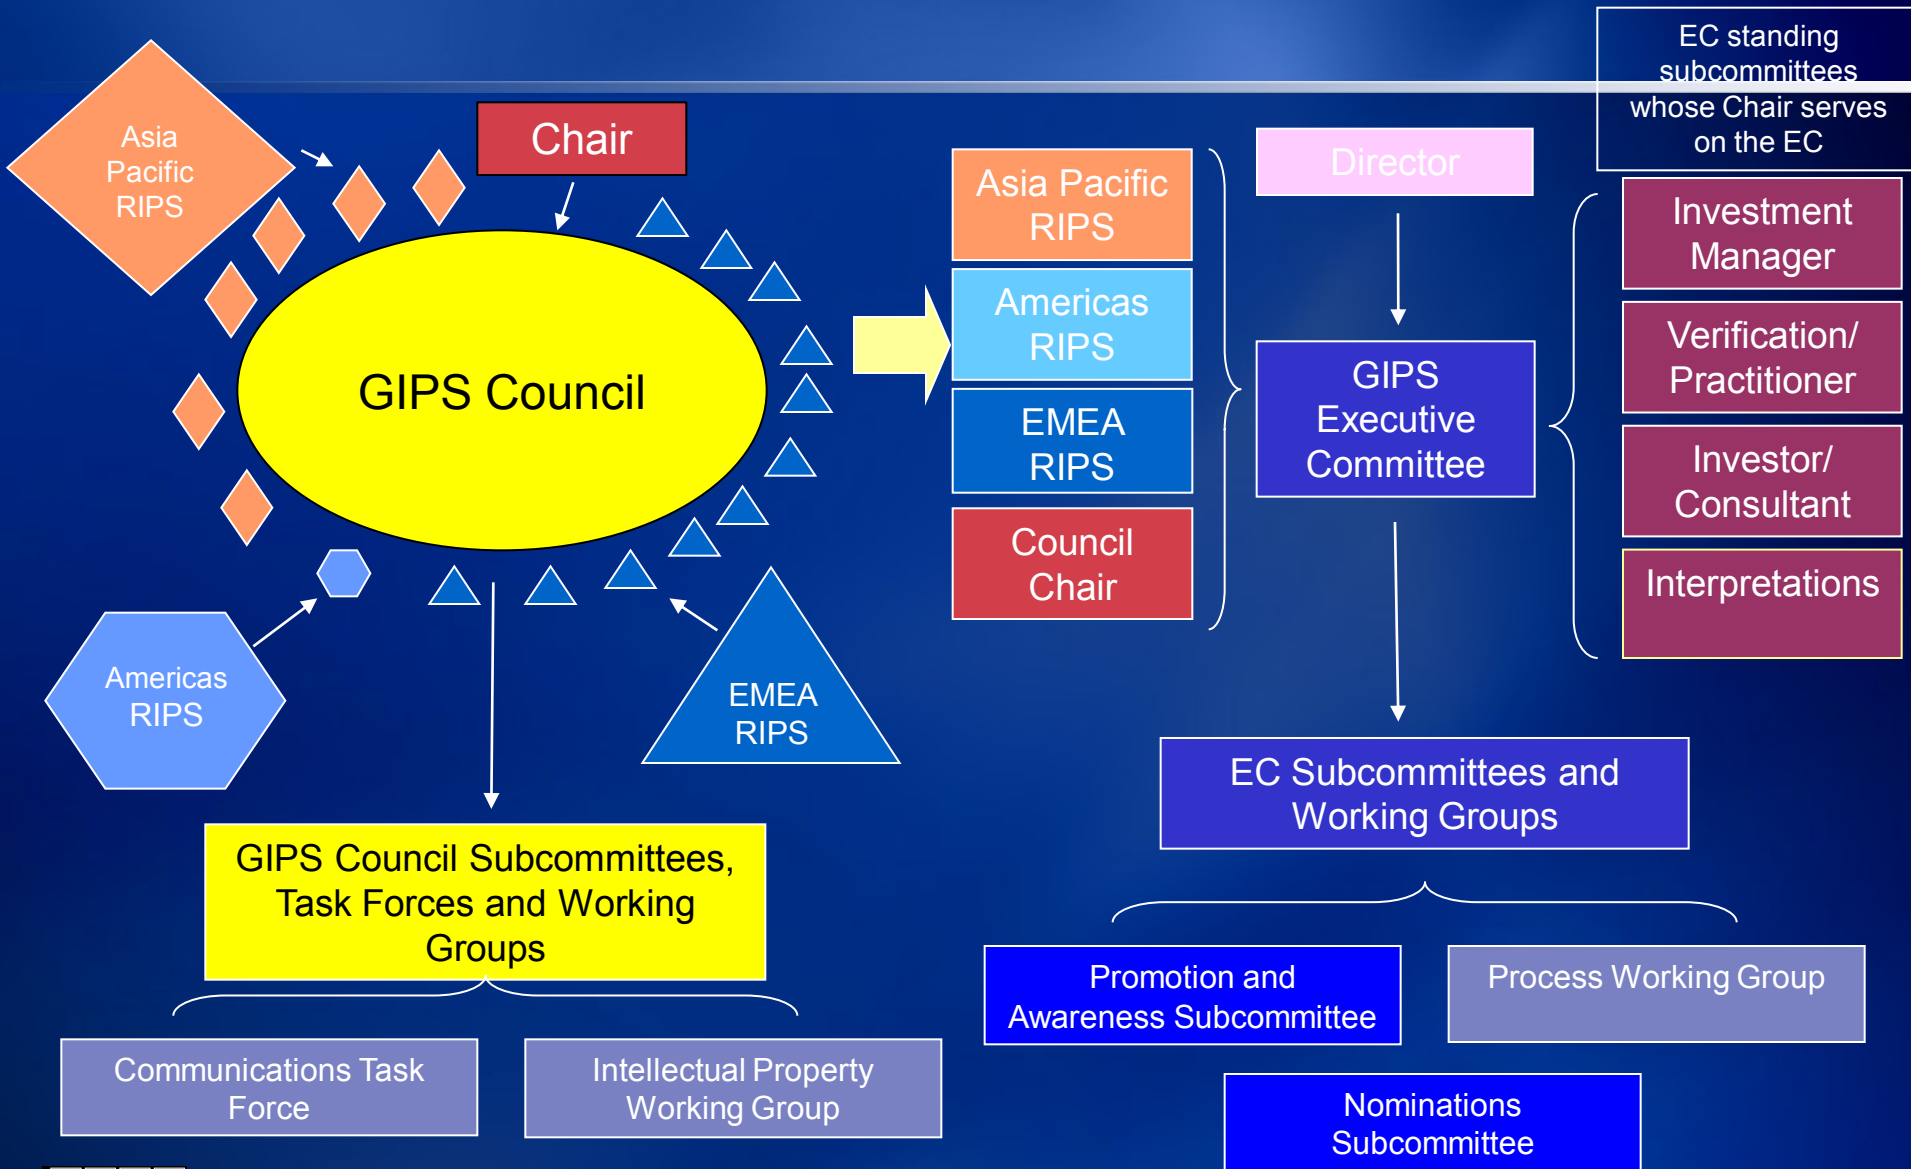 EC standing
subcommittees
whose Chair serves
on the EC
Asia
Pacific
RIPS
Chair
GIPS Council
Americas
RIPS
EMEA
RIPS
GIPS Council Subcommittees,
Task Forces and Working
Groups
Communications Task
Force
Intellectual Property
Working Group
Asia Pacific
RIPS
Americas
RIPS
EMEA
RIPS
Council
Chair
Director
GIPS
Executive
Committee
Investment
Manager
Verification/
Practitioner
Investor/
Consultant
Interpretations
EC Subcommittees and
Working Groups
Promotion and
Awareness Subcommittee
Process Working Group
Nominations
Subcommittee